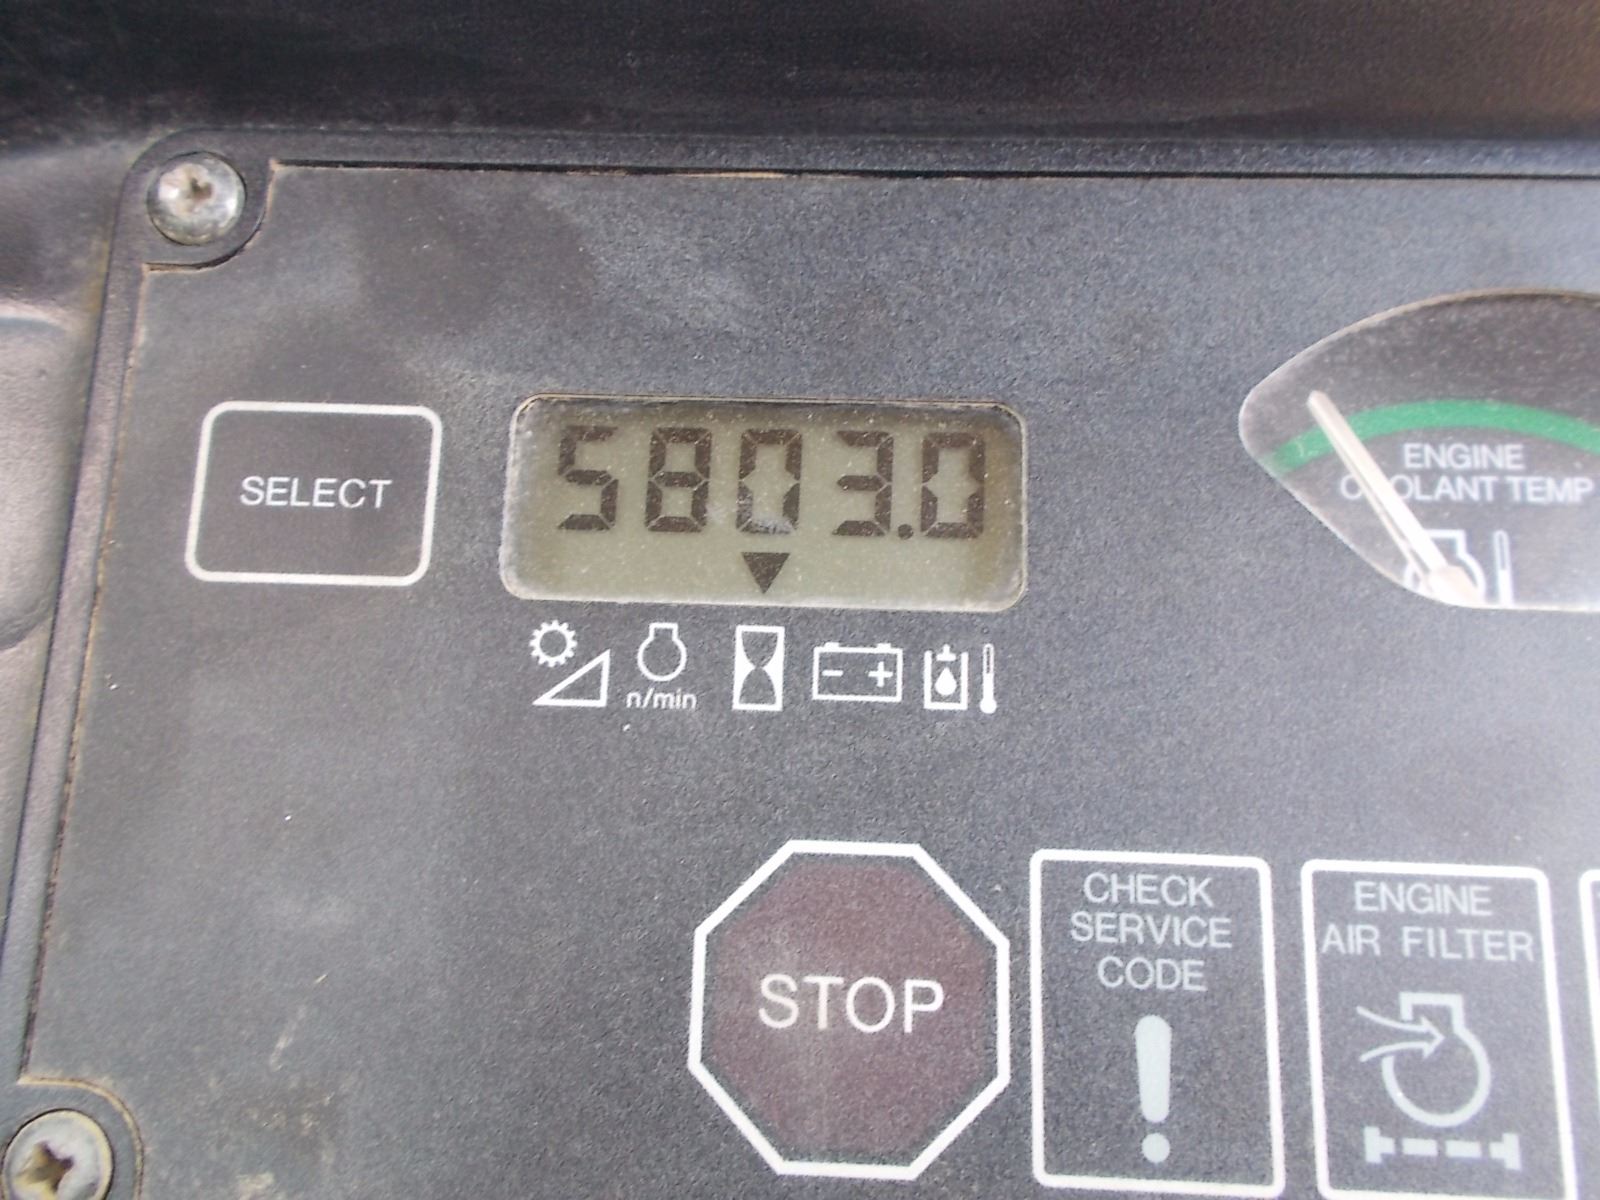 5803.0
SELECT
ENGINE
COOLANT TEMP
n/min
- +
STOP
CHECK
SERVICE
CODE
!
ENGINE
AIR FILTER